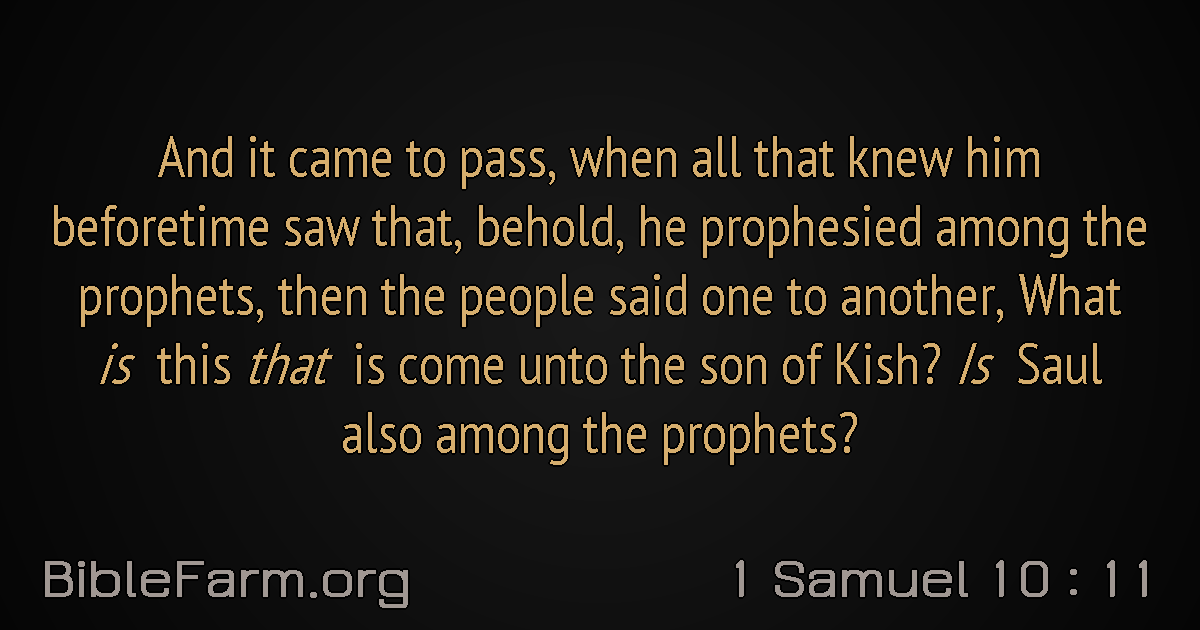 And it came to pass, when all that knew him
beforetime saw that, behold, he prophesied among the
prophets, then the people said one to another, What
is this that is come unto the son of Kish? Is Saul
also among the prophets?
BibleFarm.org
1 Samuel 10 : 11